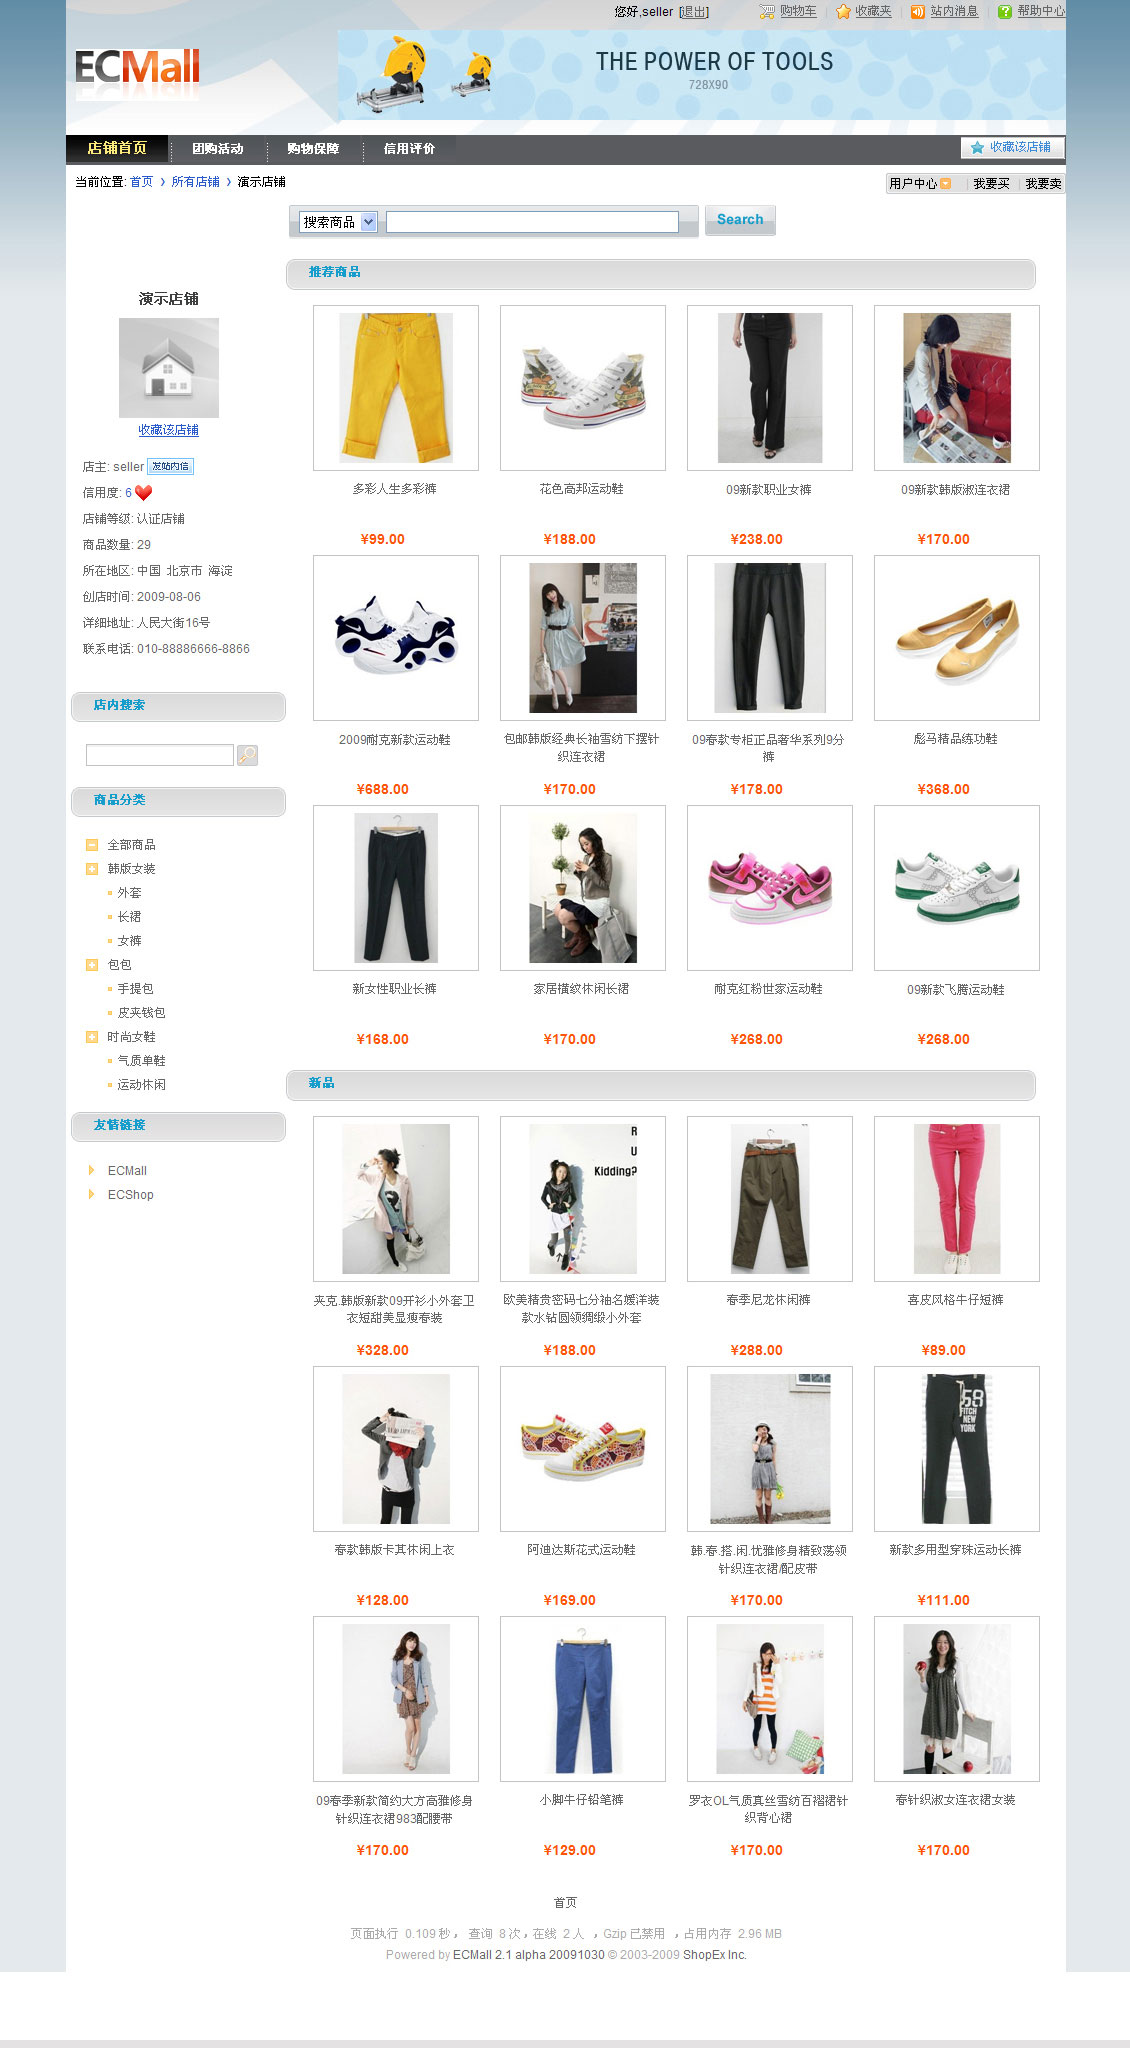 您好,seller [退出] 购物车 收藏夹 站内消息 帮助中心
ECMall
THE POWER OF TOOLS
728X90
店铺首页 团购活动 购物保障 信用评价 收藏该店铺
当前位置: 首页 › 所有店铺 › 演示店铺 用户中心 我要买 我要卖
搜索商品 Search
演示店铺
收藏该店铺
店主: seller 发站内信
信用度: 6
店铺等级: 认证店铺
商品数量: 29
所在地区: 中国 北京市 海淀
创店时间: 2009-08-06
详细地址: 人民大街16号
联系电话: 010-88886666-8866
店内搜索
商品分类
全部商品
韩版女装
外套
长裙
女裤
包包
手提包
皮夹钱包
时尚女鞋
气质单鞋
运动休闲
友情链接
ECMall
ECShop
推荐商品
多彩人生多彩裤 花色高邦运动鞋 09新款职业女裤 09新款韩版淑连衣裙
¥99.00 ¥188.00 ¥238.00 ¥170.00
2009耐克新款运动鞋 包邮韩版经典长袖雪纺下摆针 09春款专柜正品奢华系列9分 彪马精品练功鞋
织连衣裙 裤
¥688.00 ¥170.00 ¥178.00 ¥368.00
新女性职业长裤 家居横纹休闲长裙 耐克红粉世家运动鞋 09新款飞腾运动鞋
¥168.00 ¥170.00 ¥268.00 ¥268.00
新品
R
U
Kidding?
夹克.韩版新款09开衫小外套卫 欧美精贵密码七分袖名媛洋装 春季尼龙休闲裤 喜皮风格牛仔短裤
衣短甜美显瘦春装 款水钻圆领绸缎小外套
¥328.00 ¥188.00 ¥288.00 ¥89.00
58
FITCH
NEW
YORK
春款韩版卡其休闲上衣 阿迪达斯花式运动鞋 韩.春.搭.闲.优雅修身精致荡领 新款多用型穿珠运动长裤
针织连衣裙/配皮带
¥128.00 ¥169.00 ¥170.00 ¥111.00
09春季新款简约大方高雅修身 小脚牛仔铅笔裤 罗衣OL气质真丝雪纺百褶裙针 春针织淑女连衣裙女装
针织连衣裙983配腰带 织背心裙
¥170.00 ¥129.00 ¥170.00 ¥170.00
首页
页面执行 0.109 秒， 查询 8 次，在线 2 人 ，Gzip 已禁用 ，占用内存 2.96 MB
Powered by ECMall 2.1 alpha 20091030 © 2003-2009 ShopEx Inc.